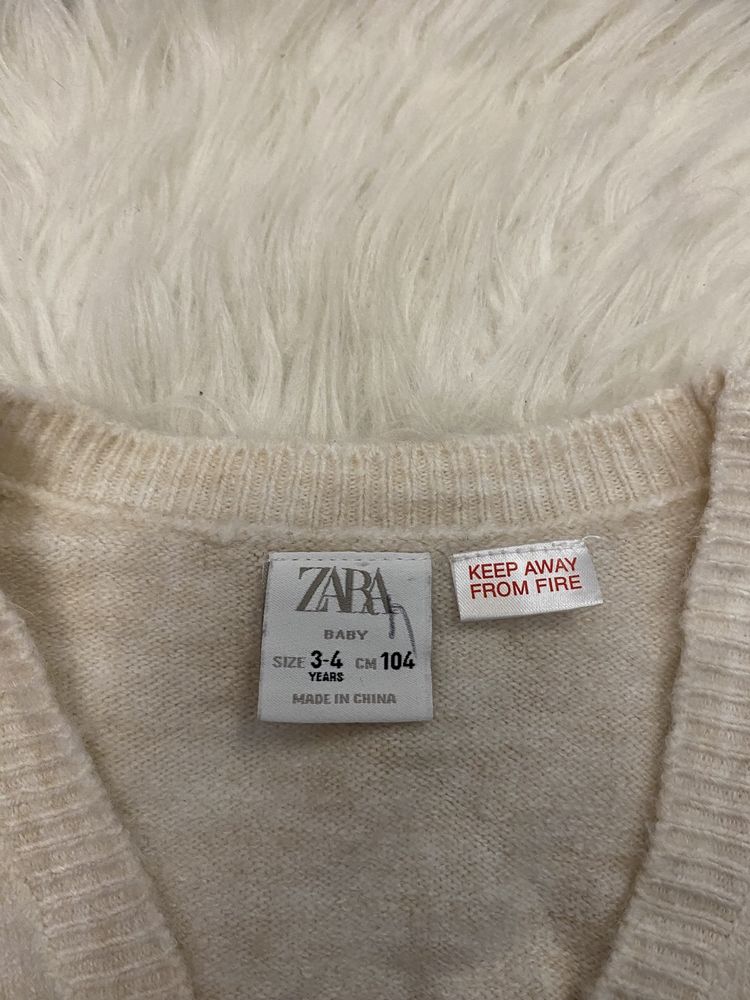 ZARA
BABY
SIZE 3-4 CM 104
YEARS
MADE IN CHINA
KEEP AWAY
FROM FIRE